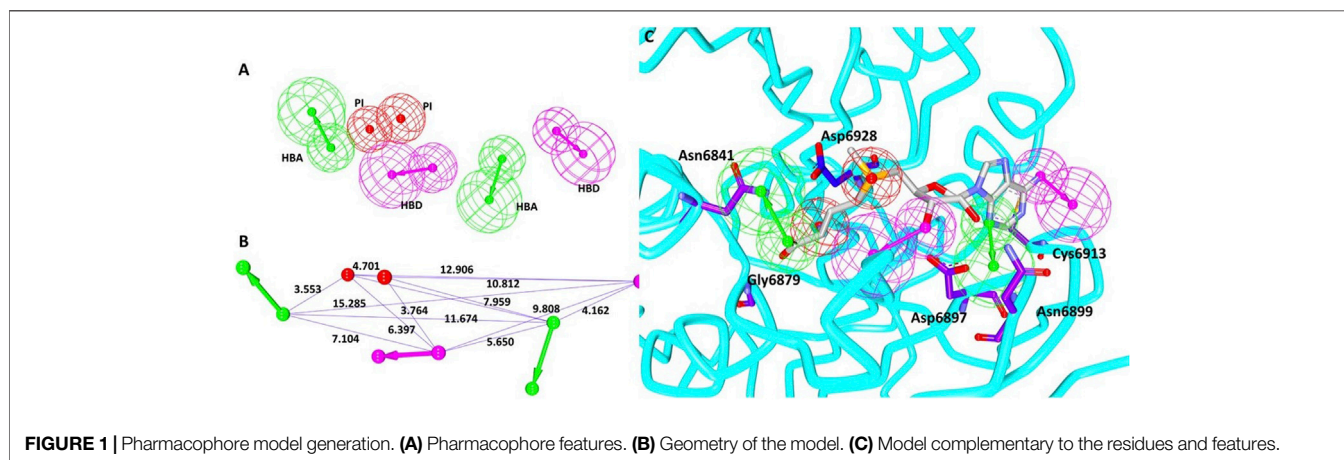 A
PI
PI
HBA
HBD
HBA
HBD
B
4.701
12.906
10.812
3.553
15.285
7.959
3.764
9.808
4.162
11.674
6.397
7.104
5.650
C
Asp6928
Asn6841
Cys6913
Gly6879
Asp6897
Asn6899
FIGURE 1 | Pharmacophore model generation. (A) Pharmacophore features. (B) Geometry of the model. (C) Model complementary to the residues and features.